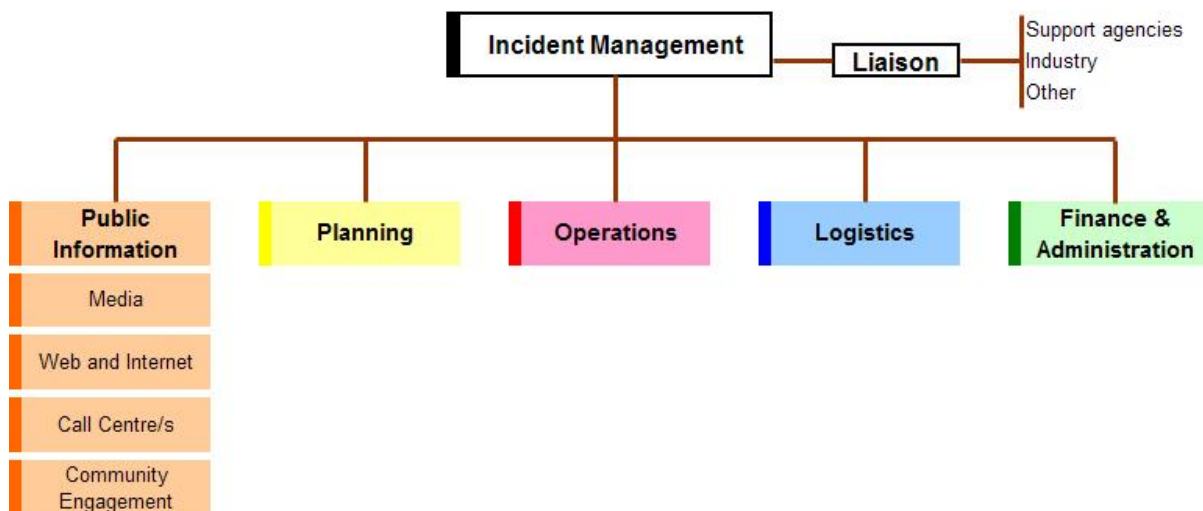 Incident Management
Liaison
Support agencies
Industry
Other
Public
Information
Planning
Operations
Logistics
Finance &
Administration
Media
Web and Internet
Call Centre/s
Community
Engagement